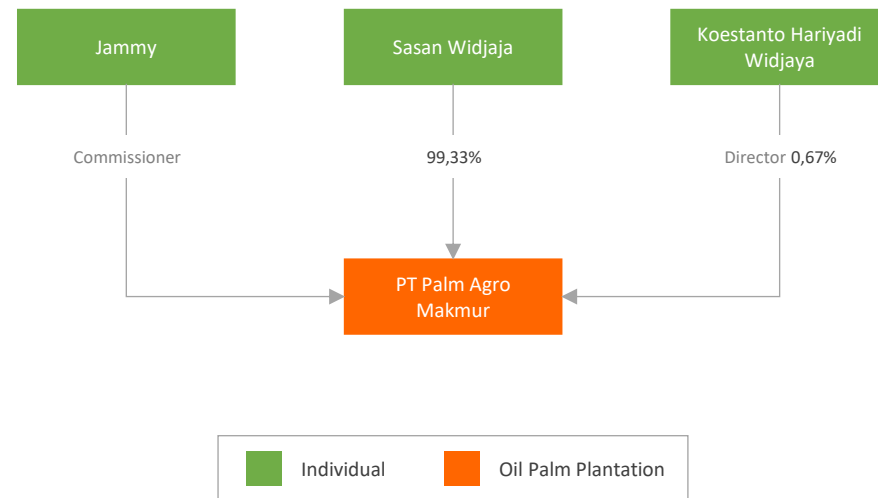 Jammy
Sasan Widjaja
Koestanto Hariyadi
Widjaya
Commissioner
99,33%
Director 0,67%
PT Palm Agro
Makmur
Individual
Oil Palm Plantation